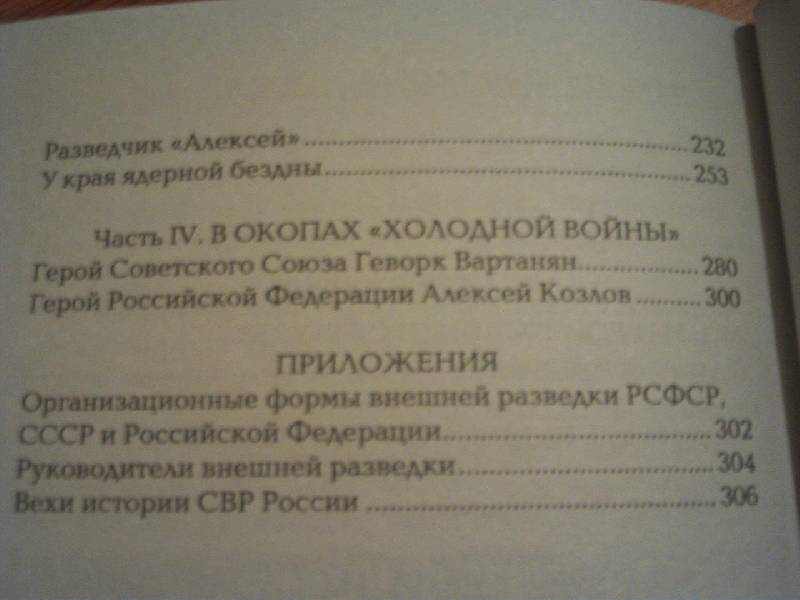 Разведчик «Алексей» ........................................ 232
У края ядерной бездны ........................................ 253
Часть IV. В ОКОПАХ «ХОЛОДНОЙ ВОЙНЫ»
Герой Советского Союза Геворк Вартанян .................. 280
Герой Российской Федерации Алексей Козлов .......... 300
ПРИЛОЖЕНИЯ
Организационные формы внешней разведки РСФСР,
СССР и Российской Федерации ........................................ 302
Руководители внешней разведки ........................................ 304
Вехи истории СВР России ........................................ 306